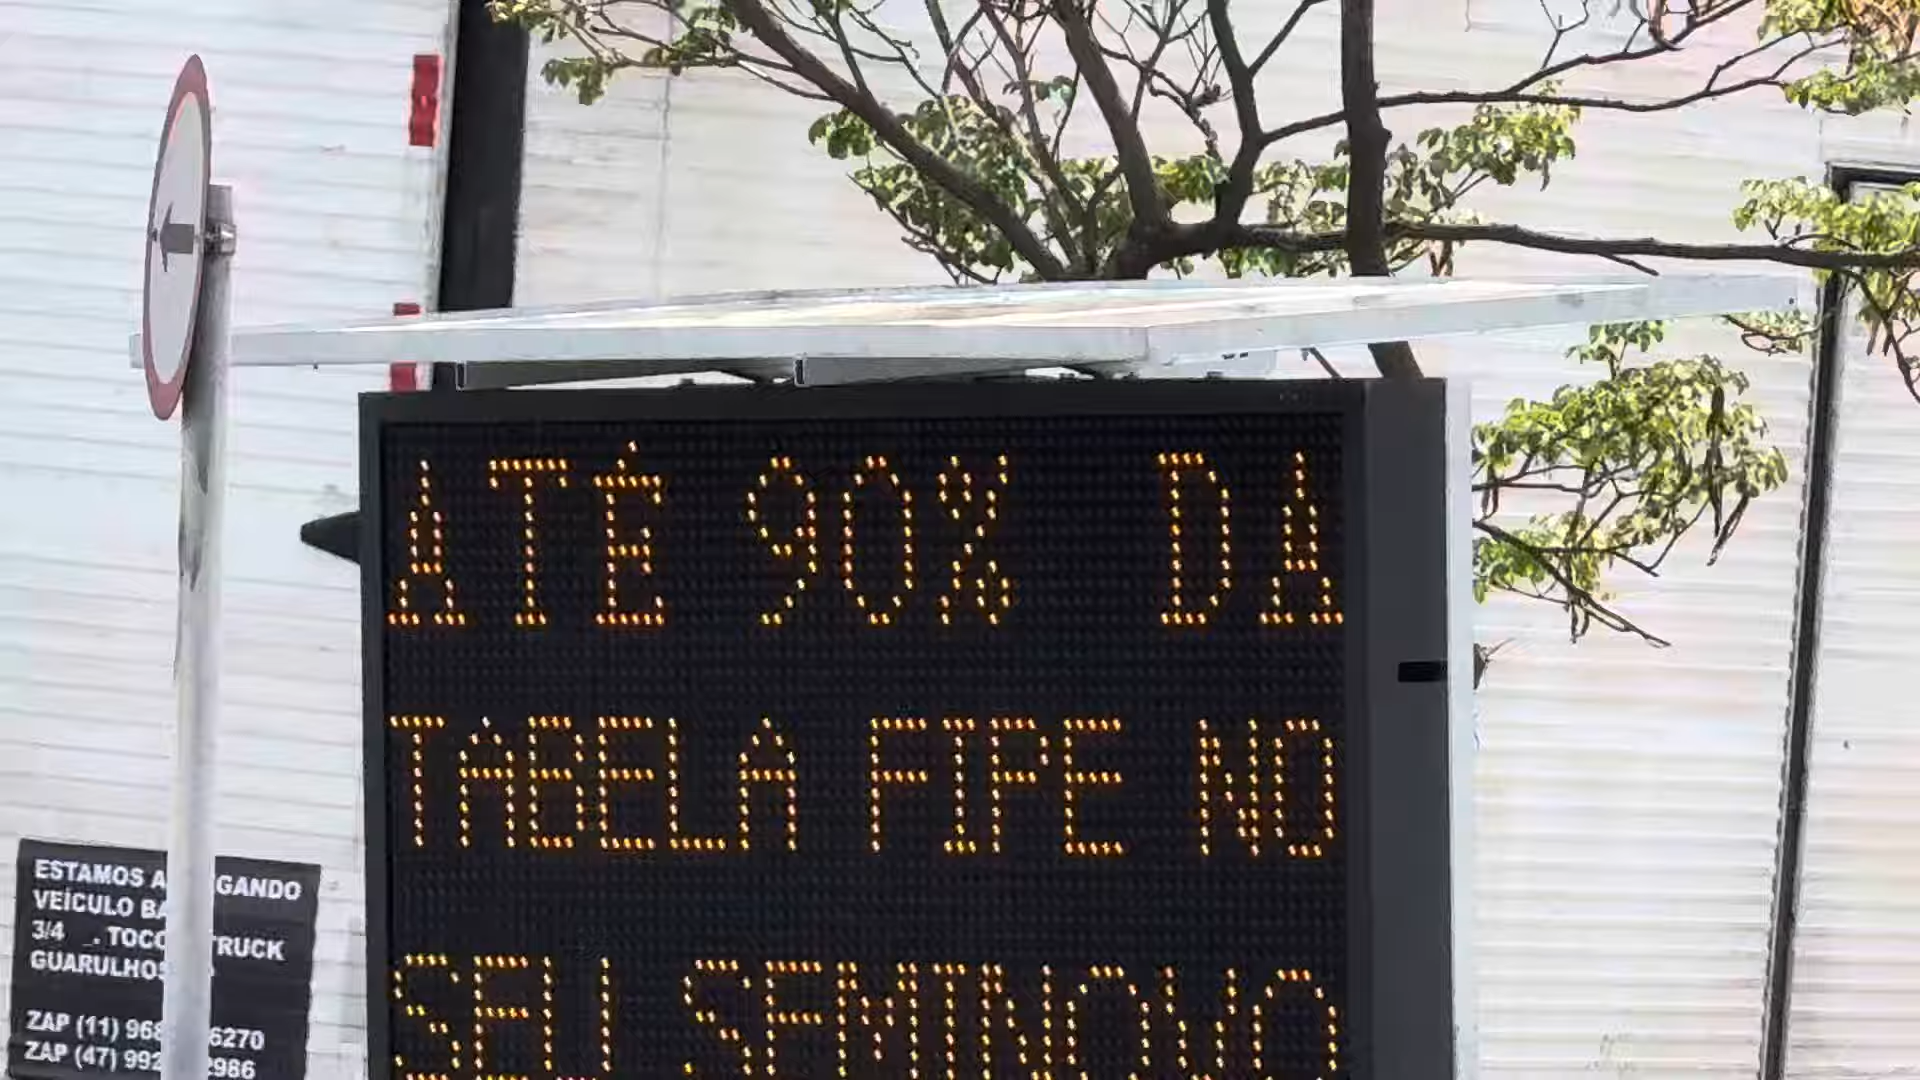 ATÉ 90% DA
TABELA FIPE NO
SEU SEMINOVO
ESTAMOS A GANDO
VEÍCULO BA
3/4 TOCO TRUCK
GUARULHOS
ZAP (11) 968 6270
ZAP (47) 992 2986